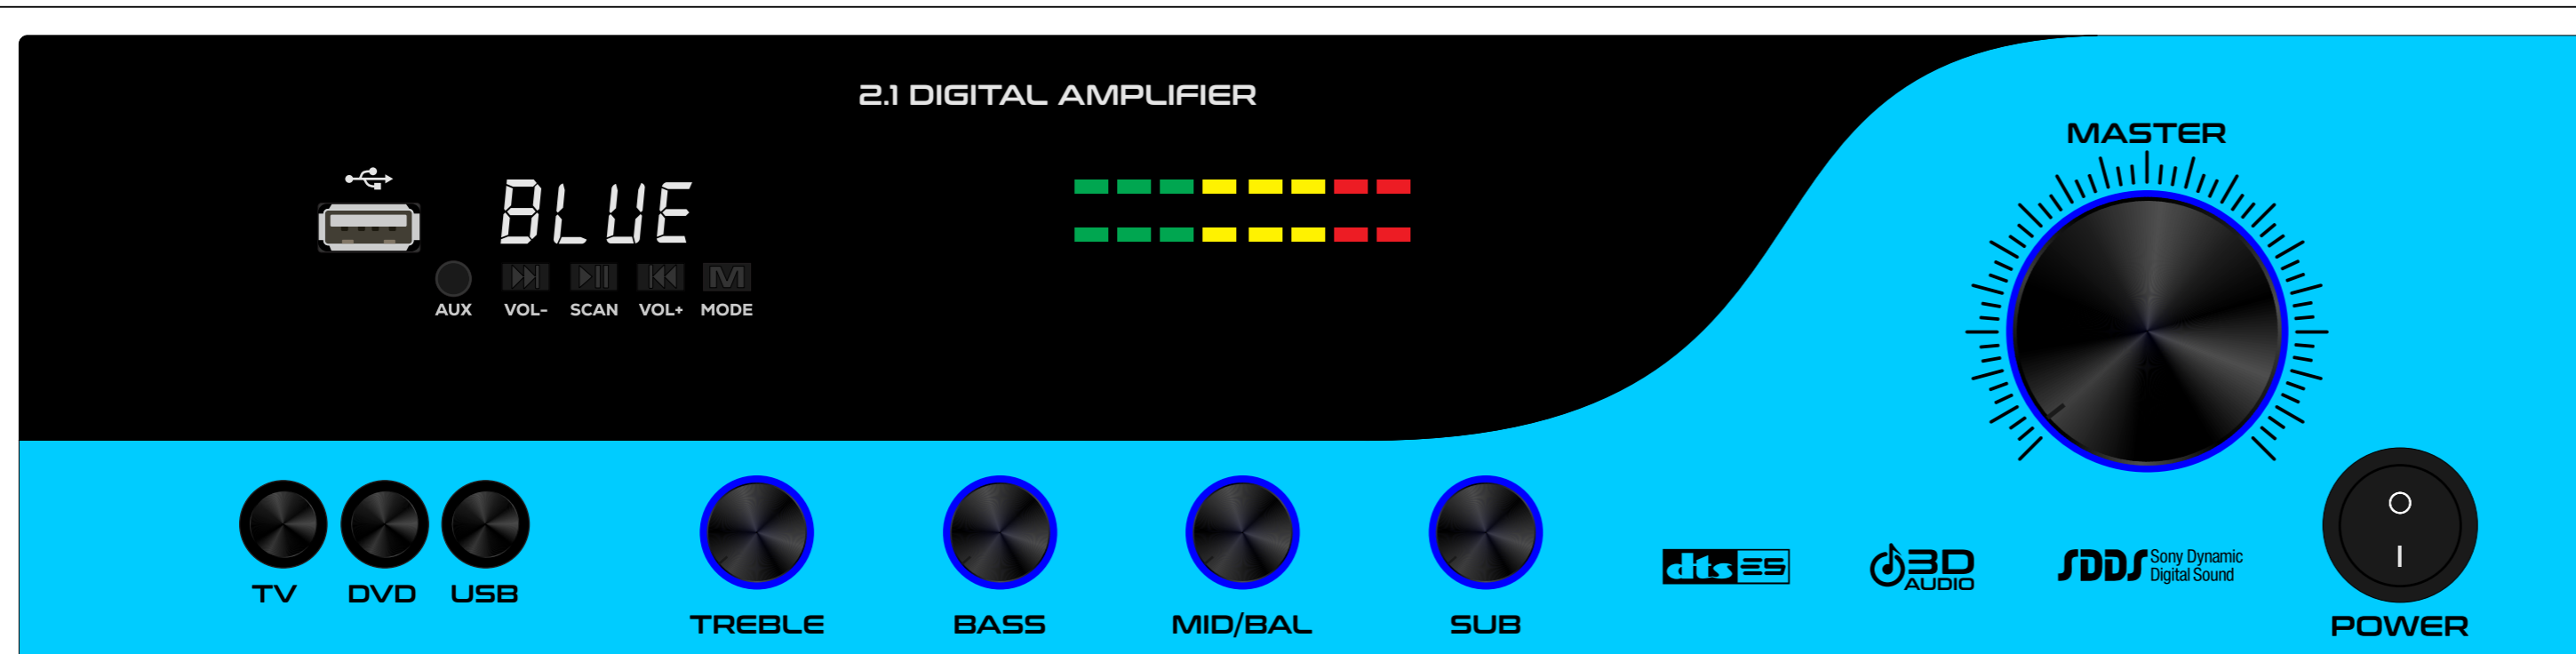 2.1 DIGITAL AMPLIFIER
MASTER
BLUE
M
AUX VOL- SCAN VOL+ MODE
TV DVD USB
TREBLE BASS MID/BAL SUB
dts ES
3D
AUDIO
SDDS Sony Dynamic
Digital Sound
POWER